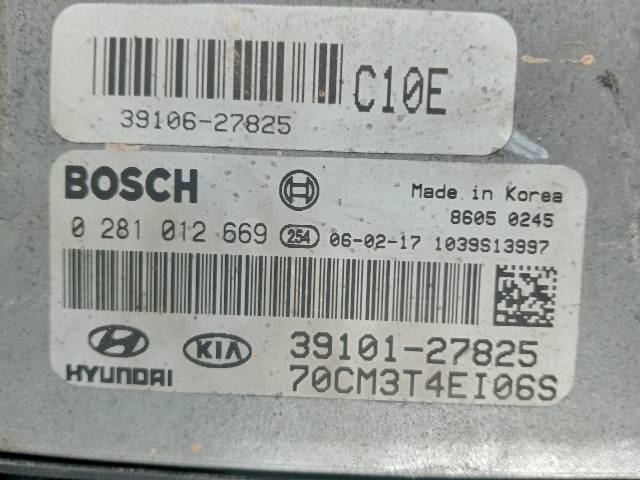 C10E
39106-27825
BOSCH
Made in Korea
8605 0245
0 281 012 669 254 06-02-17 1039S13997
HYUNDAI KIA 39101-27825
70CM3T4EI06S